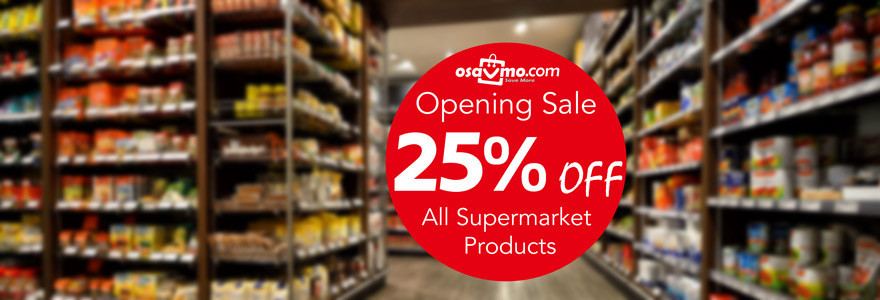 osavmo.com
Save More
Opening Sale
25% OFF
All Supermarket
Products